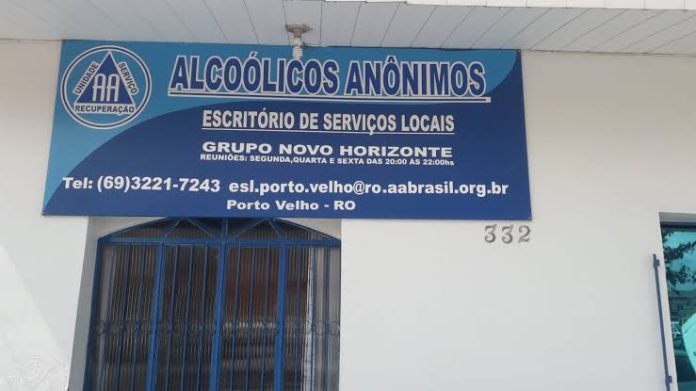 UNIDADE SERVIÇO
AA
RECUPERAÇÃO
ALCOÓLICOS ANÔNIMOS
ESCRITÓRIO DE SERVIÇOS LOCAIS
GRUPO NOVO HORIZONTE
REUNIÕES: SEGUNDA,QUARTA E SEXTA DAS 20:00 ÀS 22:00hs
Tel: (69)3221-7243 esl.porto.velho@ro.aabrasil.org.br
Porto Velho - RO
332